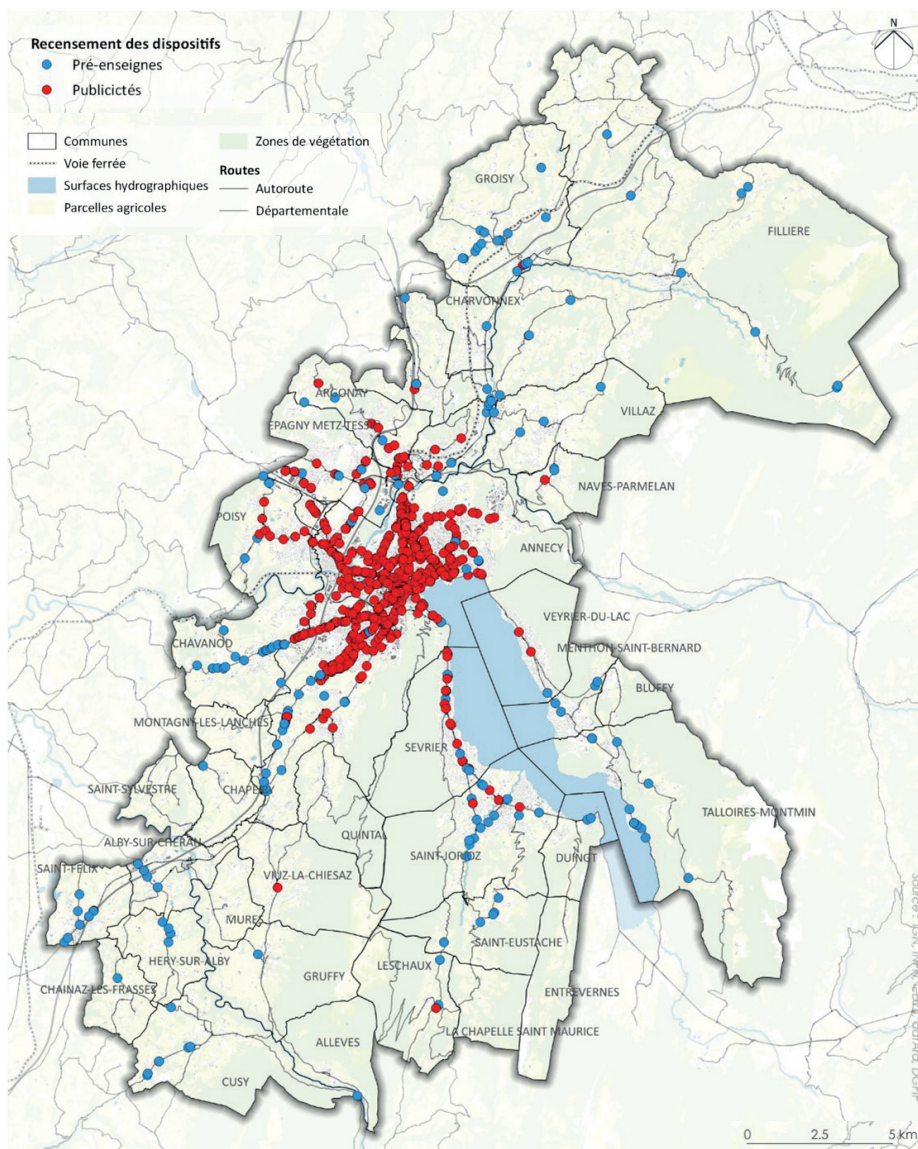 Recensement des dispositifs
Pré-enseignes
Publicictés
Communes
Voie ferrée
Surfaces hydrographiques
Parcelles agricoles
Zones de végétation
Routes
Autoroute
Départementale
N
GROISY
FILLIERE
CHARVONNEX
ARGONAY
EPAGNY METZ-TESSY
VILLAZ
NAVES-PARMELAN
POISY
ANNECY
VEYRIER-DU-LAC
CHAVANOD
MENTHON-SAINT-BERNARD
BLUFFY
MONTAGNY-LES-LANCHES
SEVRIER
SAINT-SYLVESTRE
CHAPEIRY
TALLOIRES-MONTMIN
QUINTAL
ALBY-SUR-CHERAN
SAINT-JORIOZ
DUINGT
SAINT-FELIX
VIUZ-LA-CHIESAZ
MURES
SAINT-EUSTACHE
HERY-SUR-ALBY
LESCHAUX
GRUFFY
CHAINAZ-LES-FRASSES
ENTREVERNES
LA CHAPELLE SAINT MAURICE
ALLEVES
CUSY
0 2.5 5 km